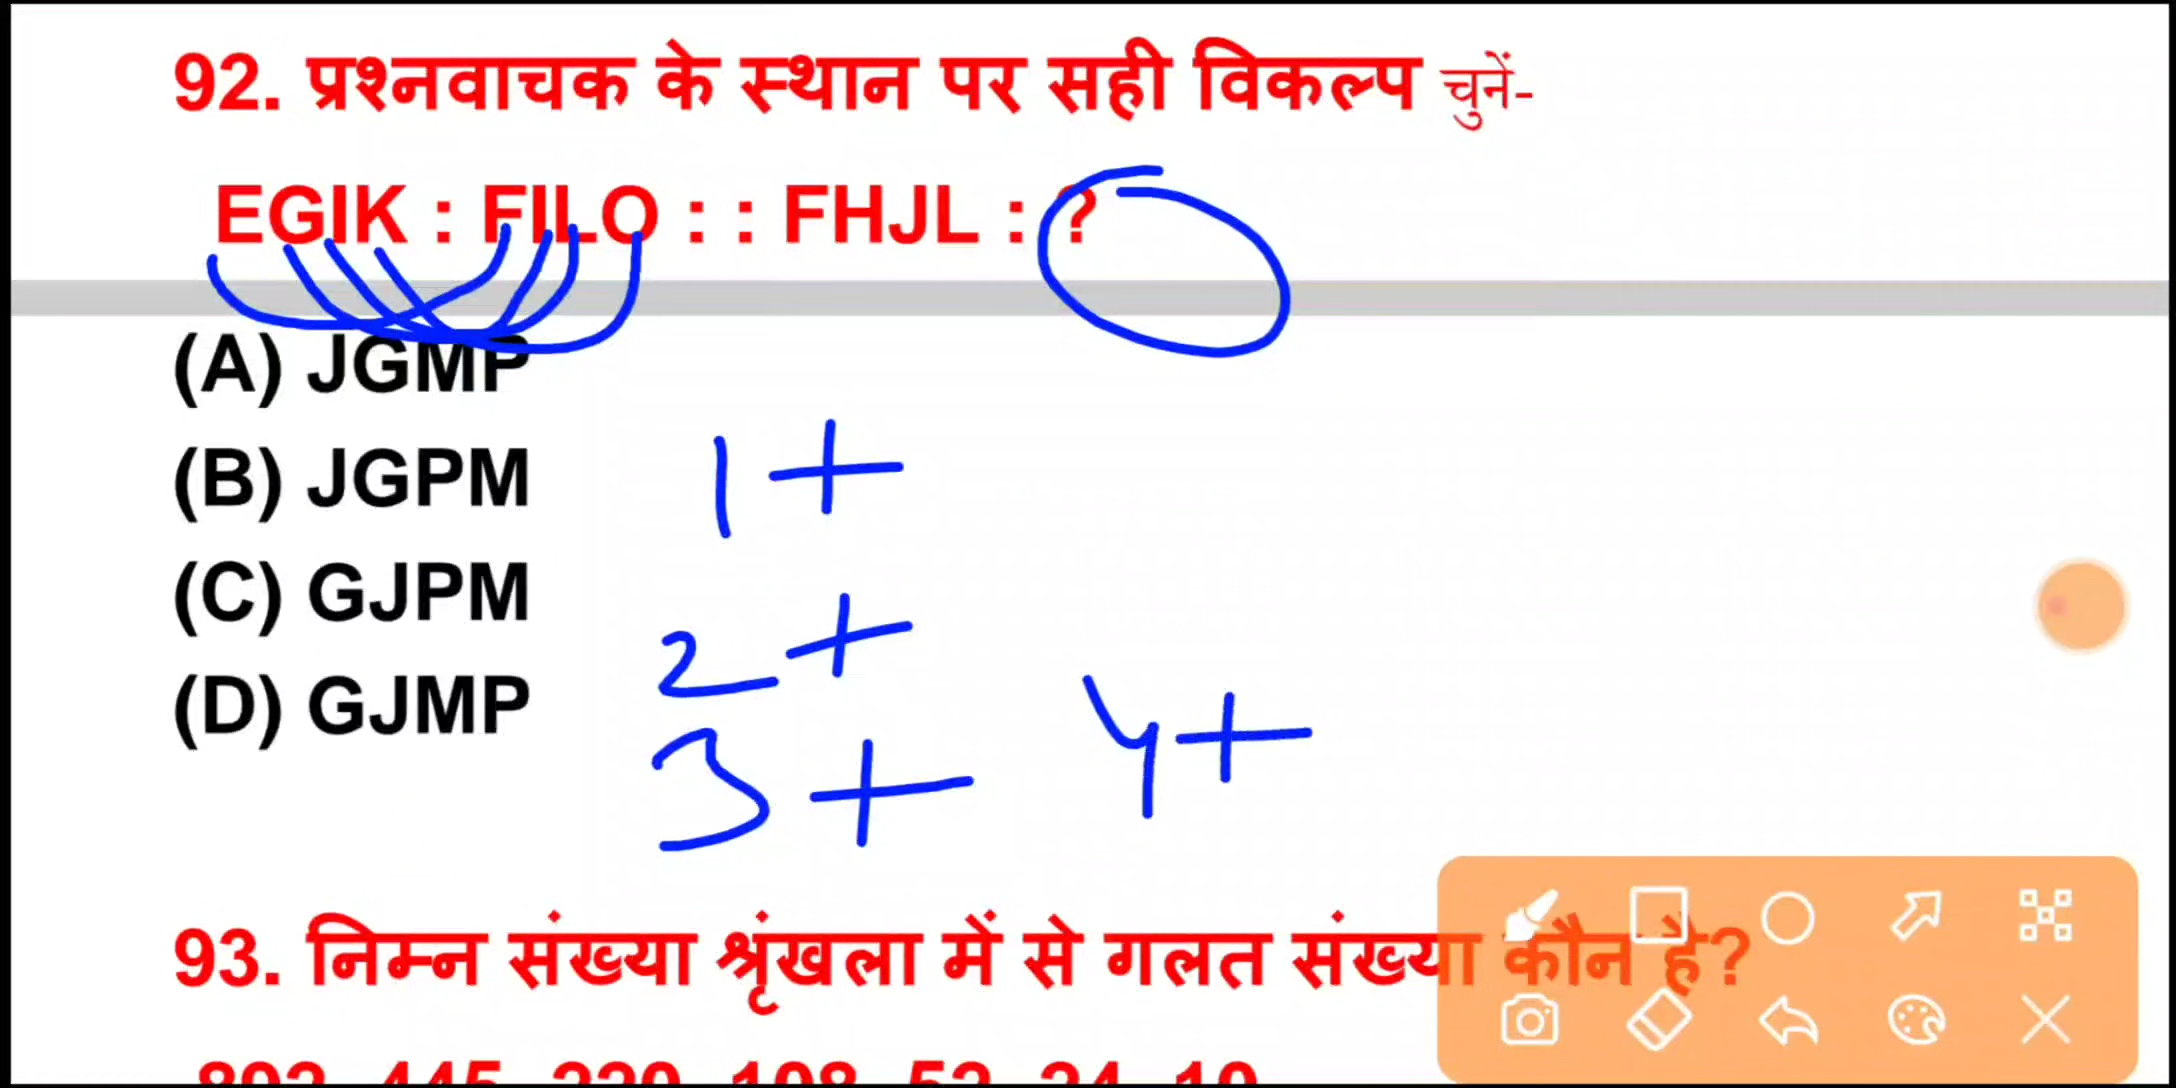 92. प्रश्नवाचक के स्थान पर सही विकल्प चुनें-
EGIK : FILO : : FHJL : ?
(A) JGMP
(B) JGPM
(C) GJPM
(D) GJMP
1+
2+
3+
4+
93. निम्न संख्या श्रृंखला में से गलत संख्या कौन है?